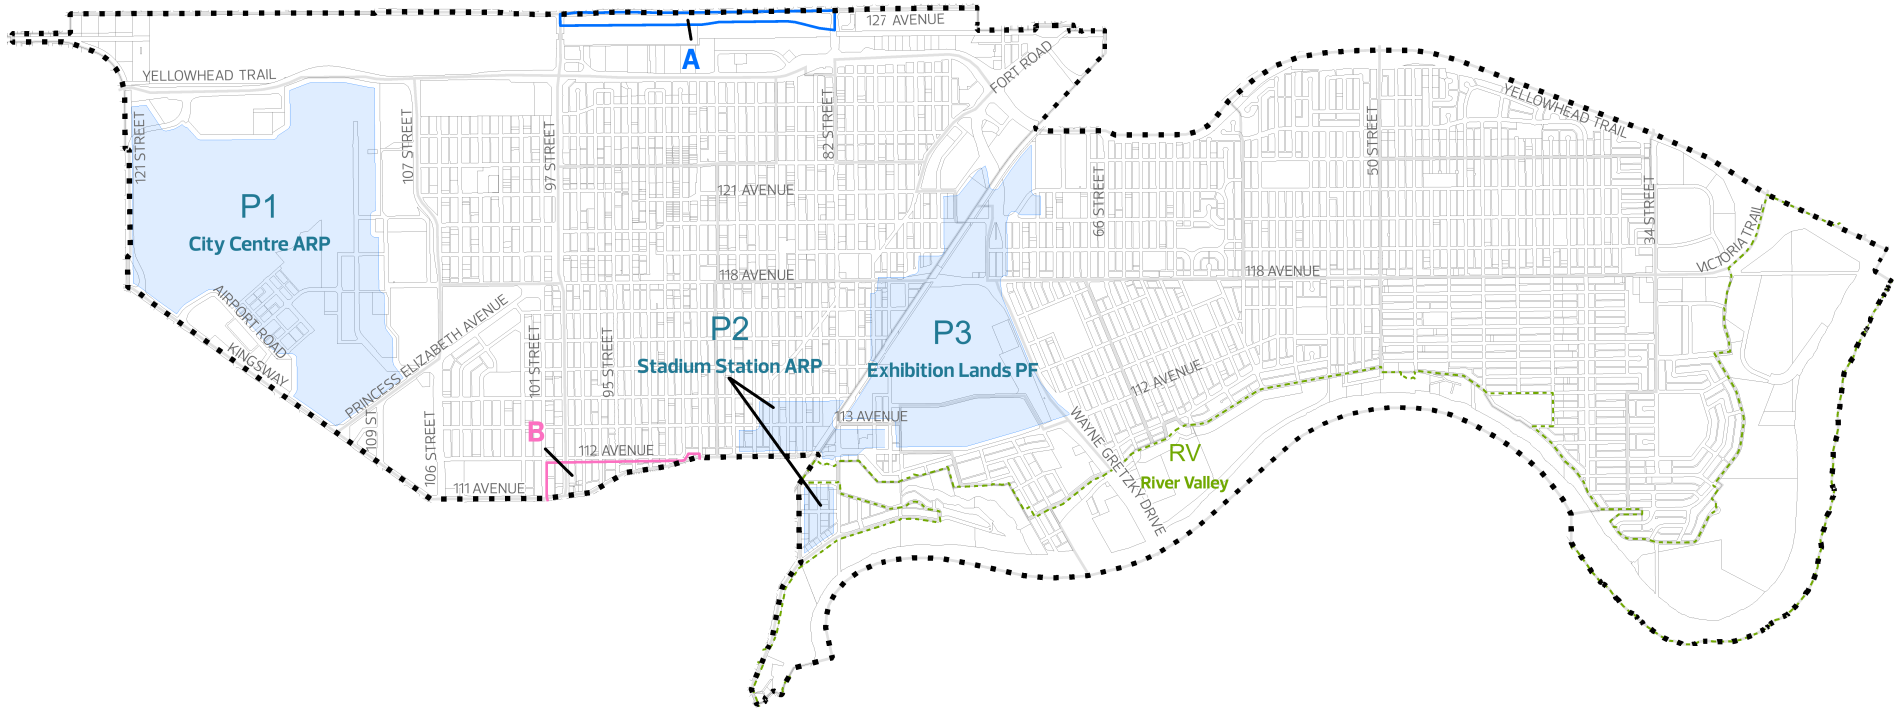 127 AVENUE
A
YELLOWHEAD TRAIL
FORT ROAD
YELLOWHEAD TRAIL
121 STREET
107 STREET
97 STREET
82 STREET
50 STREET
66 STREET
34 STREET
121 AVENUE
P1
City Centre ARP
VICTORIA TRAIL
118 AVENUE
118 AVENUE
AIRPORT ROAD
KINGSWAY
PRINCESS ELIZABETH AVENUE
P2
Stadium Station ARP
P3
Exhibition Lands PF
101 STREET
95 STREET
112 AVENUE
113 AVENUE
109 ST
106 STREET
B
112 AVENUE
111 AVENUE
WAYNE GRETZKY DRIVE
RV
River Valley